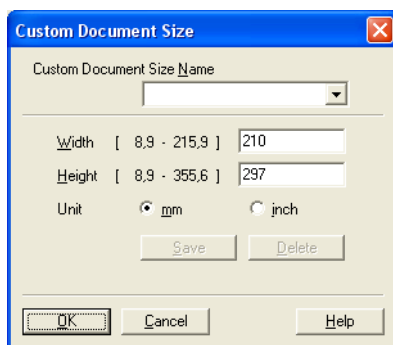 Custom Document Size
Custom Document Size Name
Width [ 8,9 - 215,9 ] 210
Height [ 8,9 - 355,6 ] 297
Unit mm inch
Save Delete
OK Cancel Help